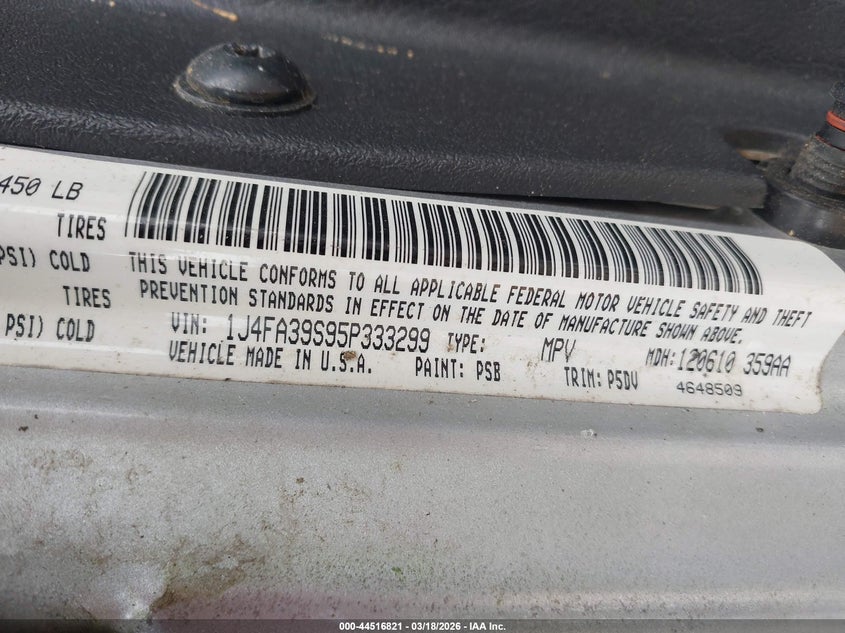 450 LB
TIRES
PSI) COLD
TIRES
PSI) COLD
THIS VEHICLE CONFORMS TO ALL APPLICABLE FEDERAL MOTOR VEHICLE SAFETY AND THEFT
PREVENTION STANDARDS IN EFFECT ON THE DATE OF MANUFACTURE SHOWN ABOVE.
VIN: 1J4FA39S95P333299 TYPE: MPV MDH:120610 359AA
VEHICLE MADE IN U.S.A. PAINT: PSB TRIM: P5DV 4648509
000-44516821 | 03/18/2026 | IAA Inc.